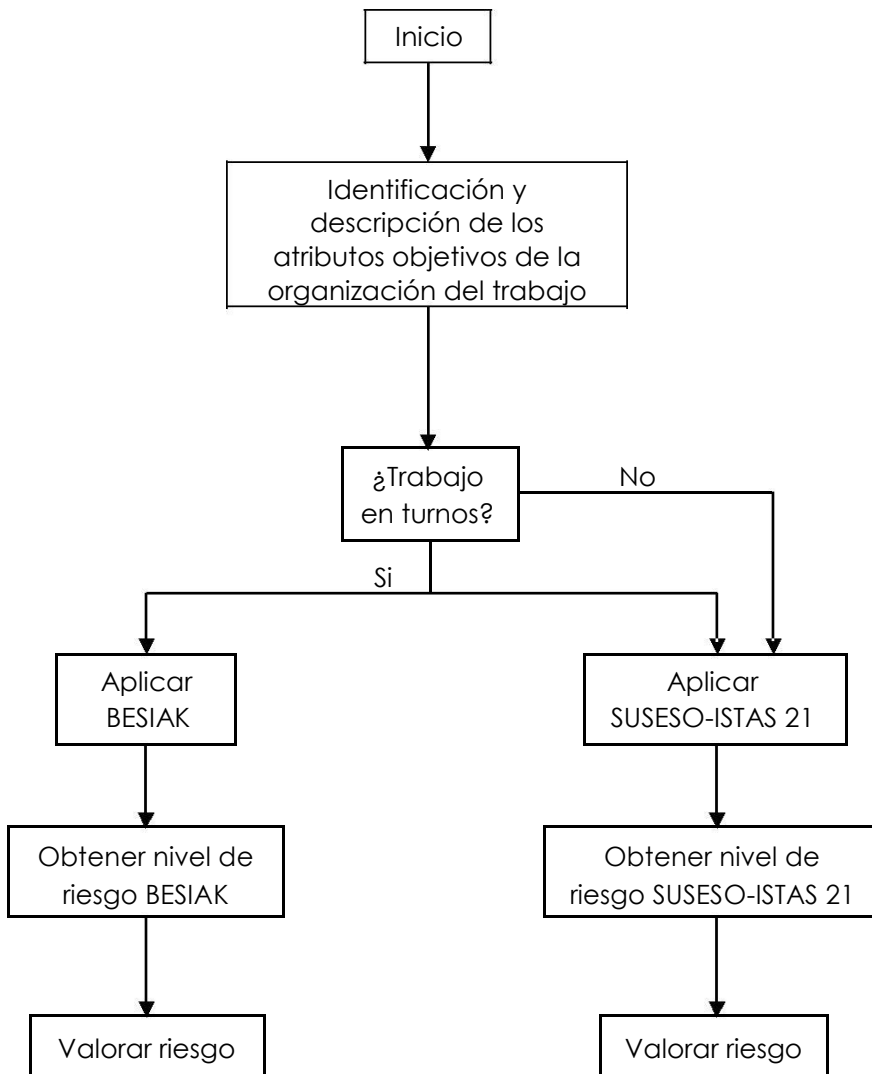 Inicio
Identificación y
descripción de los
atributos objetivos de la
organización del trabajo
¿Trabajo
en turnos?
No
Si
Aplicar
BESIAK
Aplicar
SUSESO-ISTAS 21
Obtener nivel de
riesgo BESIAK
Obtener nivel de
riesgo SUSESO-ISTAS 21
Valorar riesgo
Valorar riesgo